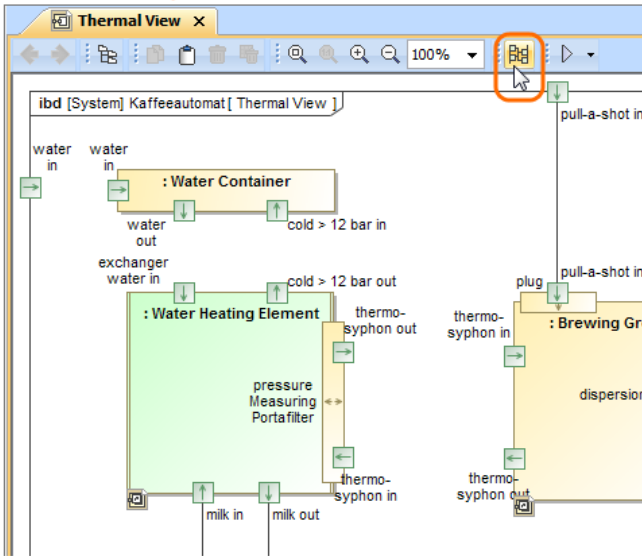 Thermal View
100%
ibd [System] Kaffeeautomat[ Thermal View ]
pull-a-shot in
water
in
water
in
: Water Container
water
out
cold > 12 bar in
exchanger
water in
cold > 12 bar out
plug
pull-a-shot in
: Water Heating Element
thermo-
syphon out
thermo-
syphon in
: Brewing Gr
pressure
Measuring
Portafilter
dispersion
thermo-
syphon in
thermo-
syphon out
milk in
milk out